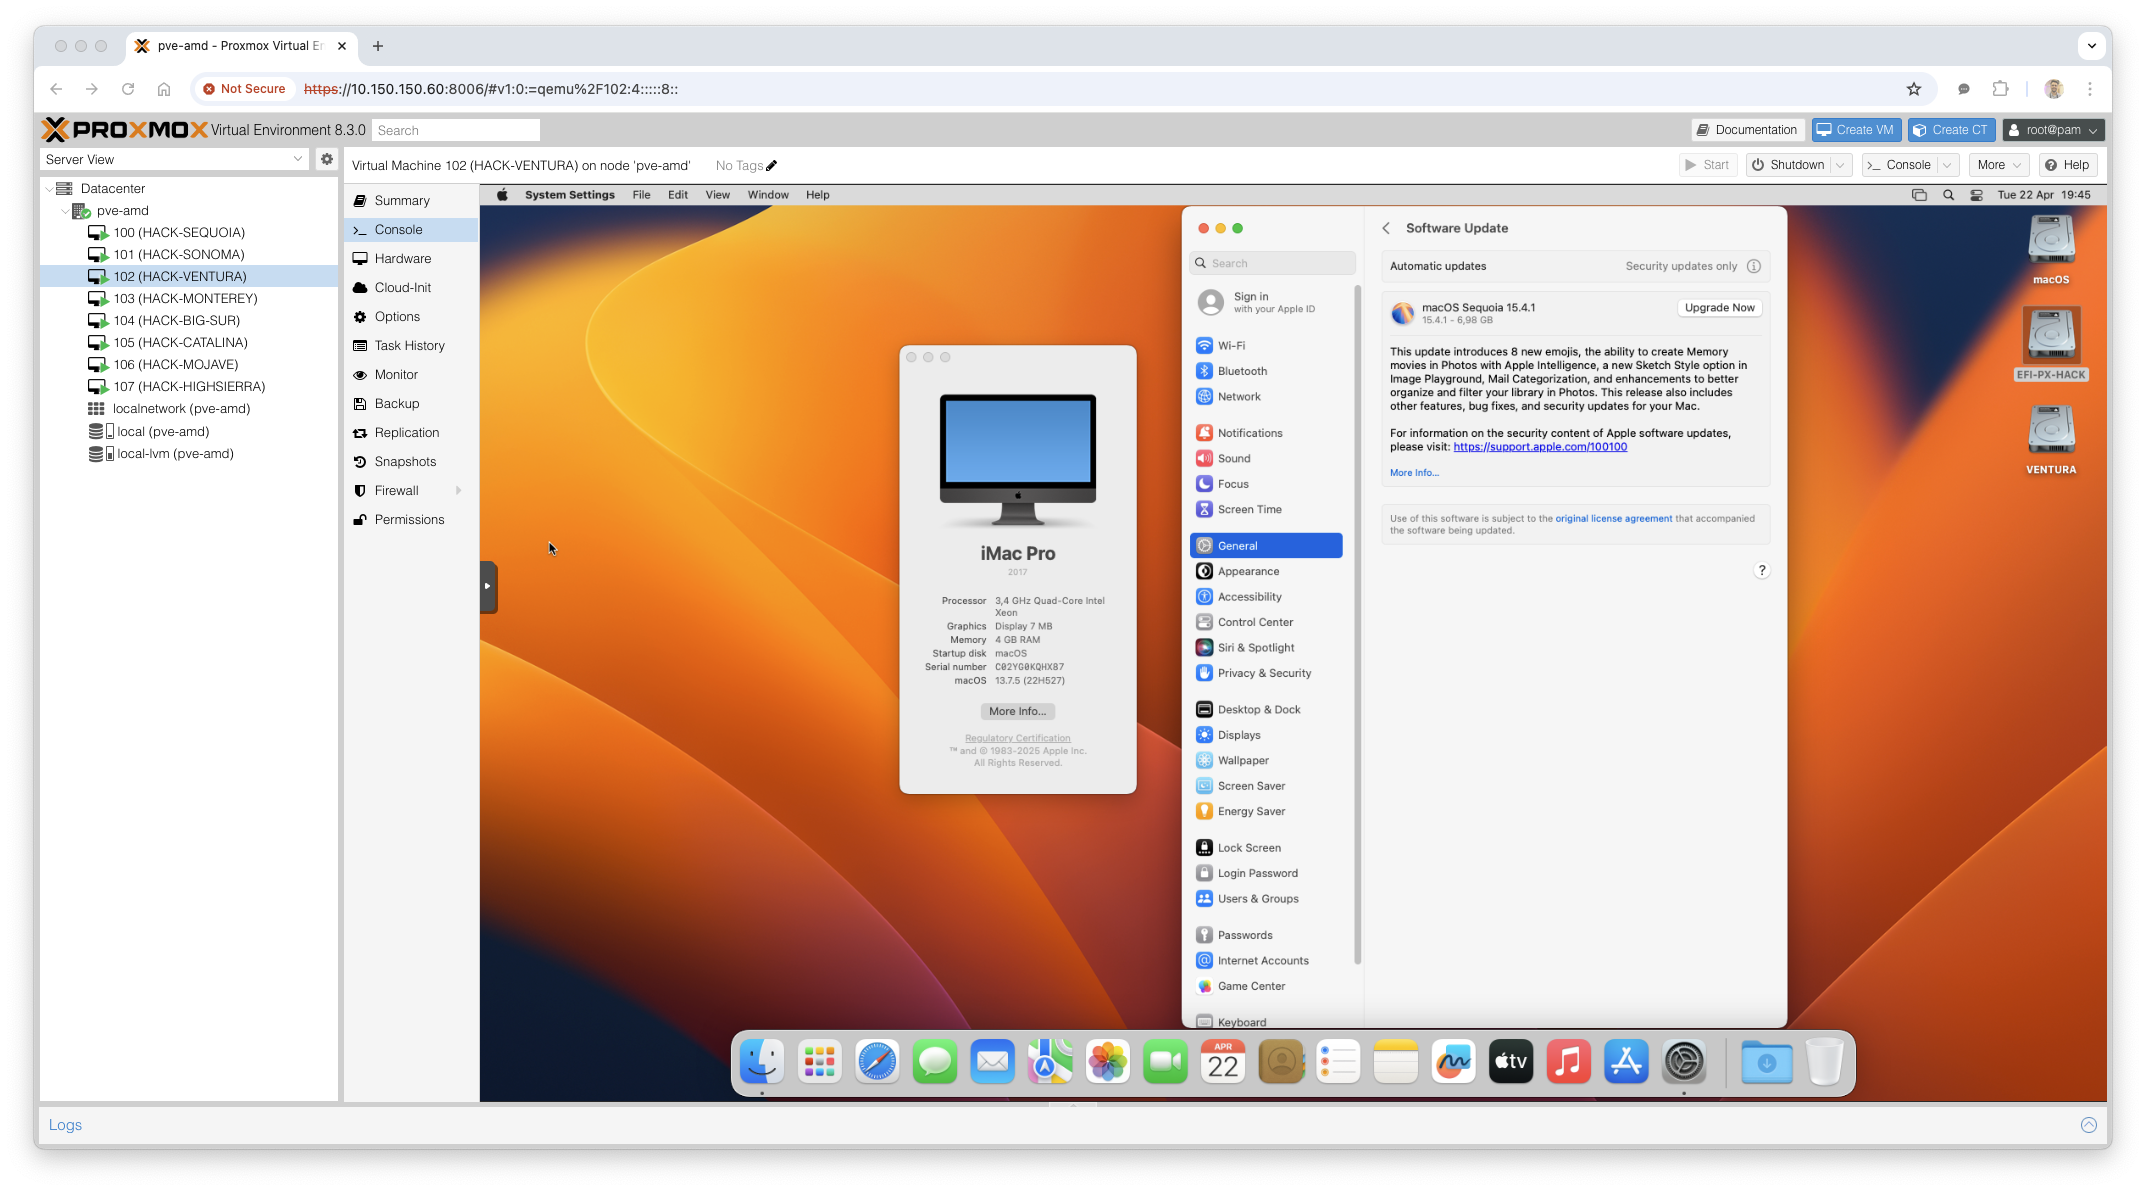 pve-amd - Proxmox Virtual Er
Not Secure https://10.150.150.60:8006/#v1:0:=qemu%2F102:4:::::8::
PROXMOX Virtual Environment 8.3.0 Search
Documentation Create VM Create CT root@pam
Server View
Virtual Machine 102 (HACK-VENTURA) on node 'pve-amd' No Tags
Start Shutdown Console More Help
Datacenter
pve-amd
100 (HACK-SEQUOIA)
101 (HACK-SONOMA)
102 (HACK-VENTURA)
103 (HACK-MONTEREY)
104 (HACK-BIG-SUR)
105 (HACK-CATALINA)
106 (HACK-MOJAVE)
107 (HACK-HIGHSIERRA)
localnetwork (pve-amd)
local (pve-amd)
local-lvm (pve-amd)
Summary
Console
Hardware
Cloud-Init
Options
Task History
Monitor
Backup
Replication
Snapshots
Firewall
Permissions
System Settings File Edit View Window Help
Tue 22 Apr 19:45
iMac Pro
2017
Processor 3,4 GHz Quad-Core Intel
Xeon
Graphics Display 7 MB
Memory 4 GB RAM
Startup disk macOS
Serial number C02YG0KQHX87
macOS 13.7.5 (22H527)
More Info...
Regulatory Certification
™ and © 1983-2025 Apple Inc.
All Rights Reserved.
Search
Sign in
with your Apple ID
Wi-Fi
Bluetooth
Network
Notifications
Sound
Focus
Screen Time
General
Appearance
Accessibility
Control Center
Siri & Spotlight
Privacy & Security
Desktop & Dock
Displays
Wallpaper
Screen Saver
Energy Saver
Lock Screen
Login Password
Users & Groups
Passwords
Internet Accounts
Game Center
Keyboard
Software Update
Automatic updates Security updates only
macOS Sequoia 15.4.1 Upgrade Now
15.4.1 - 6,98 GB
This update introduces 8 new emojis, the ability to create Memory
movies in Photos with Apple Intelligence, a new Sketch Style option in
Image Playground, Mail Categorization, and enhancements to better
organize and filter your library in Photos. This release also includes
other features, bug fixes, and security updates for your Mac.
For information on the security content of Apple software updates,
please visit: https://support.apple.com/100100
More Info...
Use of this software is subject to the original license agreement that accompanied
the software being updated.
?
macOS
EFI-PX-HACK
VENTURA
APR
22
tv
Logs